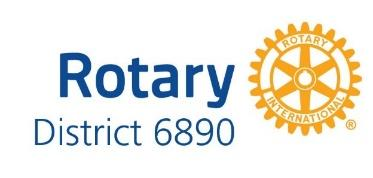 Rotary
District 6890
ROTARY
INTERNATIONAL
®